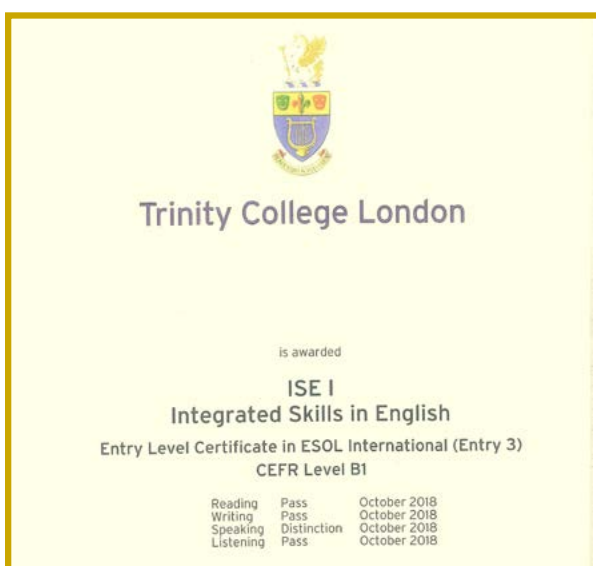 Trinity College London
is awarded
ISE I
Integrated Skills in English
Entry Level Certificate in ESOL International (Entry 3)
CEFR Level B1
Reading Pass October 2018
Writing Pass October 2018
Speaking Distinction October 2018
Listening Pass October 2018